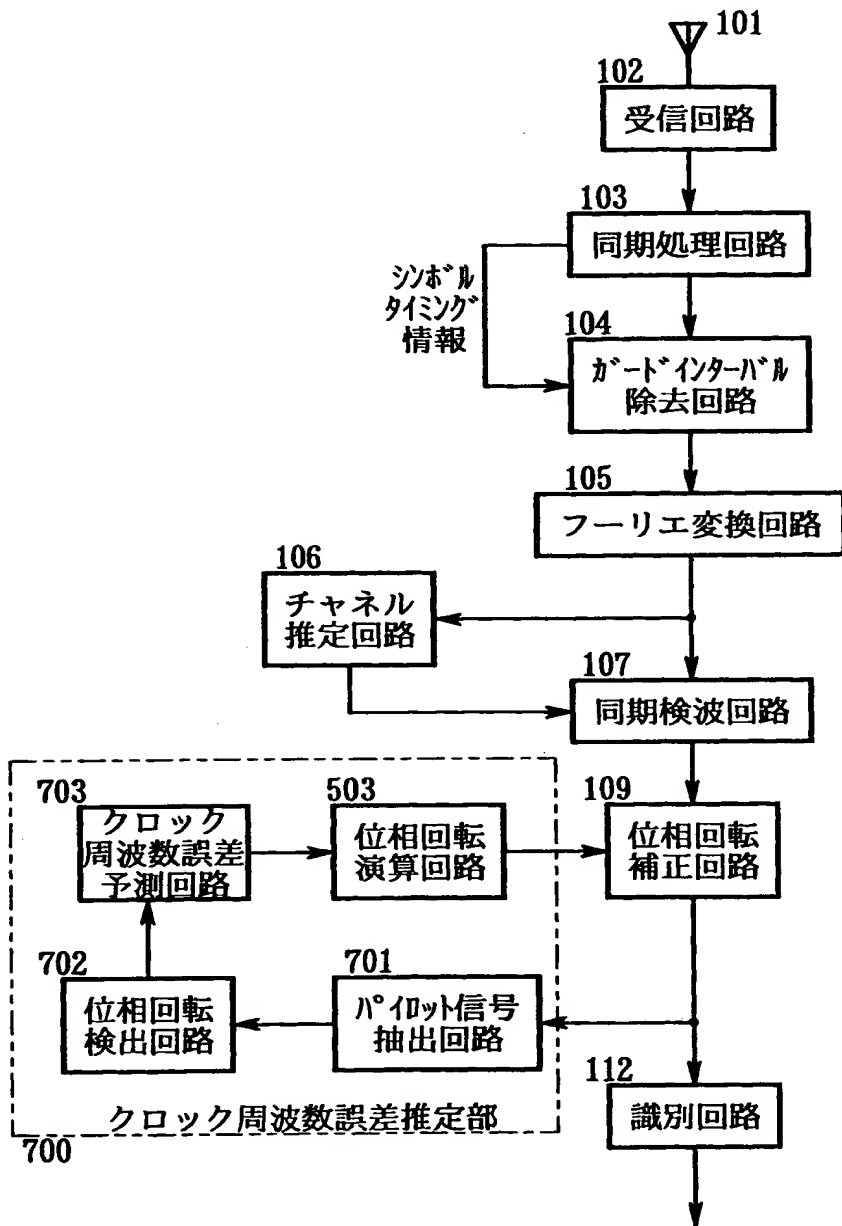 101
102
受信回路
103
同期処理回路
シンボル
タイミング
情報
104
ガードインターバル
除去回路
105
フーリエ変換回路
106
チャネル
推定回路
107
同期検波回路
703
クロック
周波数誤差
予測回路
503
位相回転
演算回路
109
位相回転
補正回路
702
位相回転
検出回路
701
パイロット信号
抽出回路
112
識別回路
クロック周波数誤差推定部
700